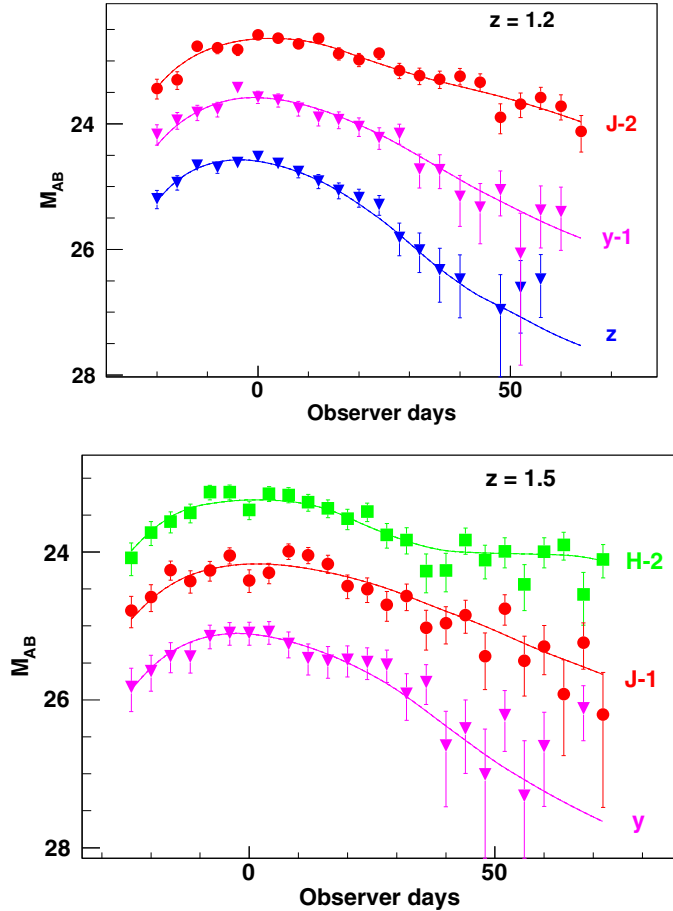 z = 1.2
24
26
28
M_AB
J-2
y-1
z
0
50
Observer days
z = 1.5
24
26
28
M_AB
H-2
J-1
y
0
50
Observer days